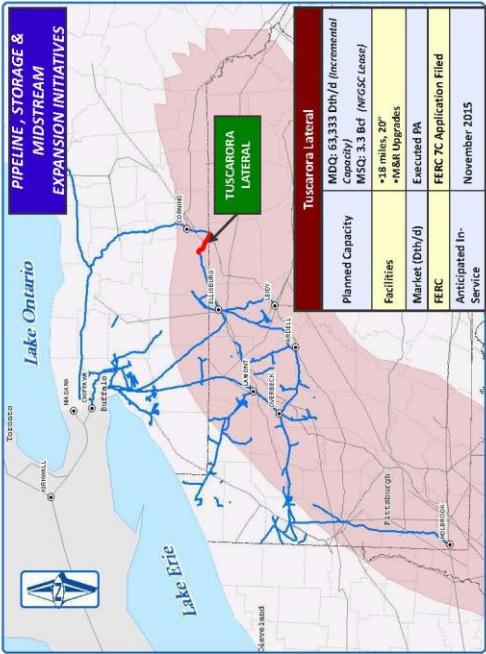 PIPELINE, STORAGE &
MIDSTREAM
EXPANSION INITIATIVES
Lake Ontario
Toronto
NIAGARA
CHIPPAWA
Buffalo
KIRKWALL
Lake Erie
Cleveland
CORNING
TUSCARORA
LATERAL
ELLISBURG
LEIDY
LAMONT
WARDELL
OVERBECK
Pittsburgh
HOLBROOK
N
Tuscarora Lateral
Planned Capacity
MDQ: 63,333 Dth/d (Incremental
Capacity)
MSQ: 3.3 Bcf (NFGSC Lease)
Facilities
•18 miles, 20"
•M&R Upgrades
Market (Dth/d)
Executed PA
FERC
FERC 7C Application Filed
Anticipated In-
Service
November 2015